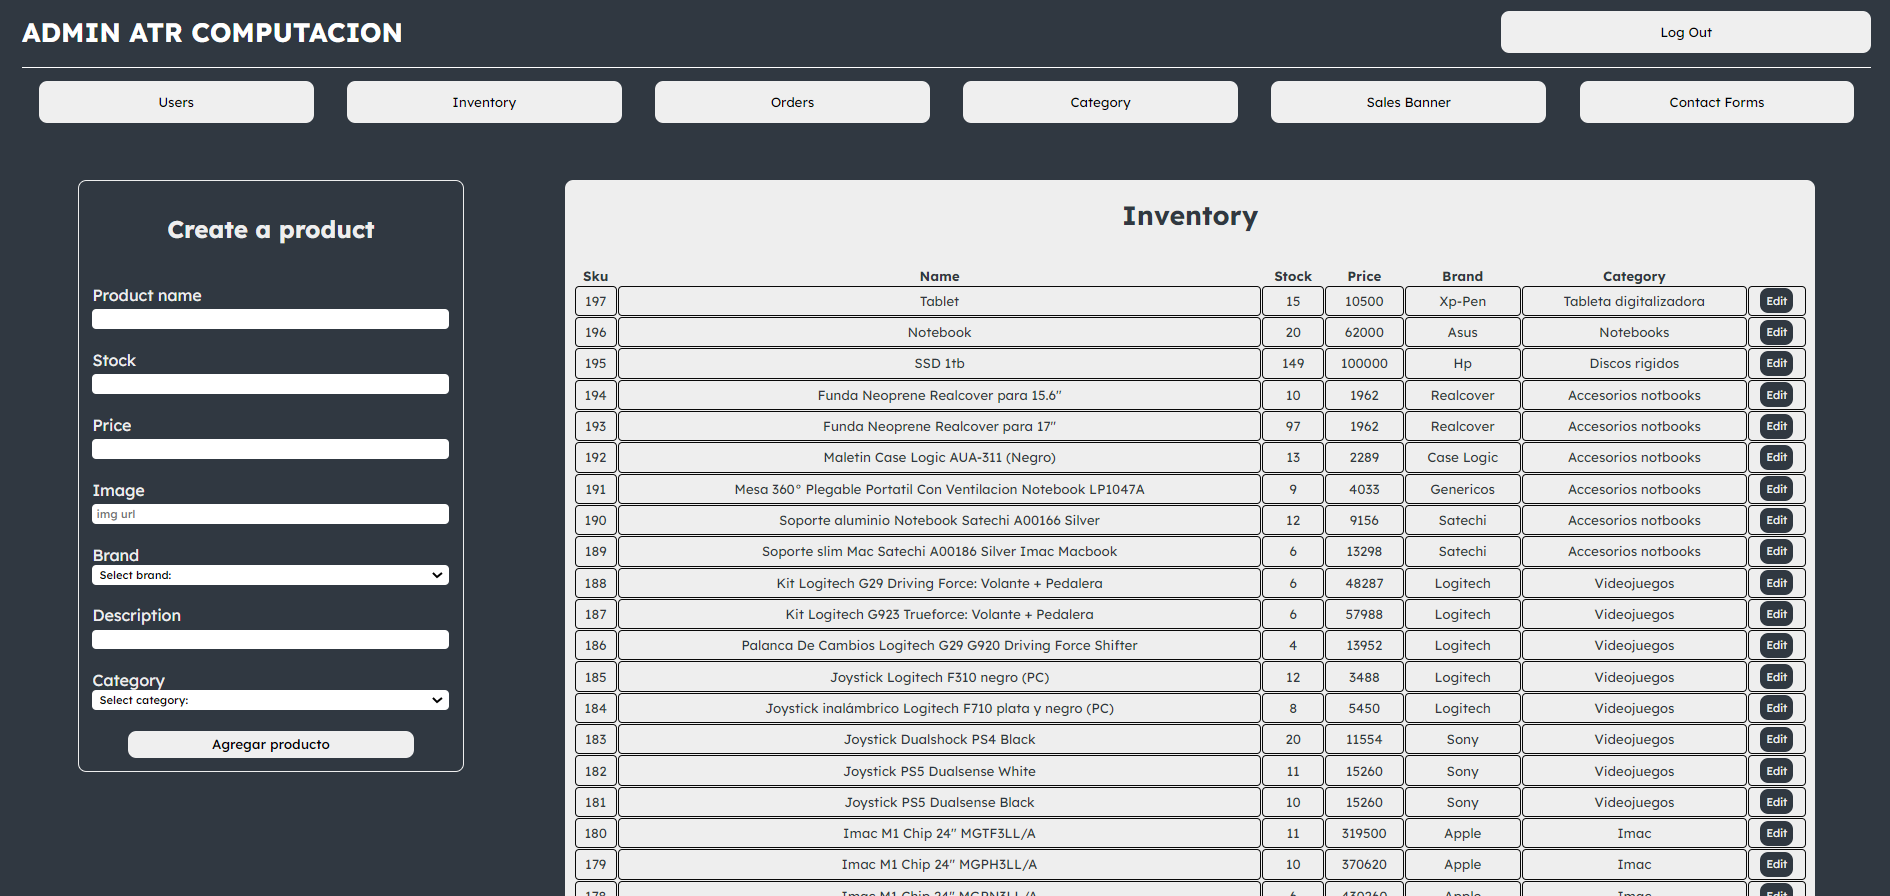 ADMIN ATR COMPUTACION
Log Out
Users Inventory Orders Category Sales Banner Contact Forms
Create a product
Product name
Stock
Price
Image
img url
Brand
Select brand:
Description
Category
Select category:
Agregar producto
Inventory
Sku Name Stock Price Brand Category
197 Tablet 15 10500 Xp-Pen Tableta digitalizadora Edit
196 Notebook 20 62000 Asus Notebooks Edit
195 SSD 1tb 149 100000 Hp Discos rigidos Edit
194 Funda Neoprene Realcover para 15.6" 10 1962 Realcover Accesorios notbooks Edit
193 Funda Neoprene Realcover para 17" 97 1962 Realcover Accesorios notbooks Edit
192 Maletin Case Logic AUA-311 (Negro) 13 2289 Case Logic Accesorios notbooks Edit
191 Mesa 360° Plegable Portatil Con Ventilacion Notebook LP1047A 9 4033 Genericos Accesorios notbooks Edit
190 Soporte aluminio Notebook Satechi A00166 Silver 12 9156 Satechi Accesorios notbooks Edit
189 Soporte slim Mac Satechi A00186 Silver Imac Macbook 6 13298 Satechi Accesorios notbooks Edit
188 Kit Logitech G29 Driving Force: Volante + Pedalera 6 48287 Logitech Videojuegos Edit
187 Kit Logitech G923 Trueforce: Volante + Pedalera 6 57988 Logitech Videojuegos Edit
186 Palanca De Cambios Logitech G29 G920 Driving Force Shifter 4 13952 Logitech Videojuegos Edit
185 Joystick Logitech F310 negro (PC) 12 3488 Logitech Videojuegos Edit
184 Joystick inalámbrico Logitech F710 plata y negro (PC) 8 5450 Logitech Videojuegos Edit
183 Joystick Dualshock PS4 Black 20 11554 Sony Videojuegos Edit
182 Joystick PS5 Dualsense White 11 15260 Sony Videojuegos Edit
181 Joystick PS5 Dualsense Black 10 15260 Sony Videojuegos Edit
180 Imac M1 Chip 24" MGTF3LL/A 11 319500 Apple Imac Edit
179 Imac M1 Chip 24" MGPH3LL/A 10 370620 Apple Imac Edit
178 Imac M1 Chip 24" 6 430260 Apple Imac Edit